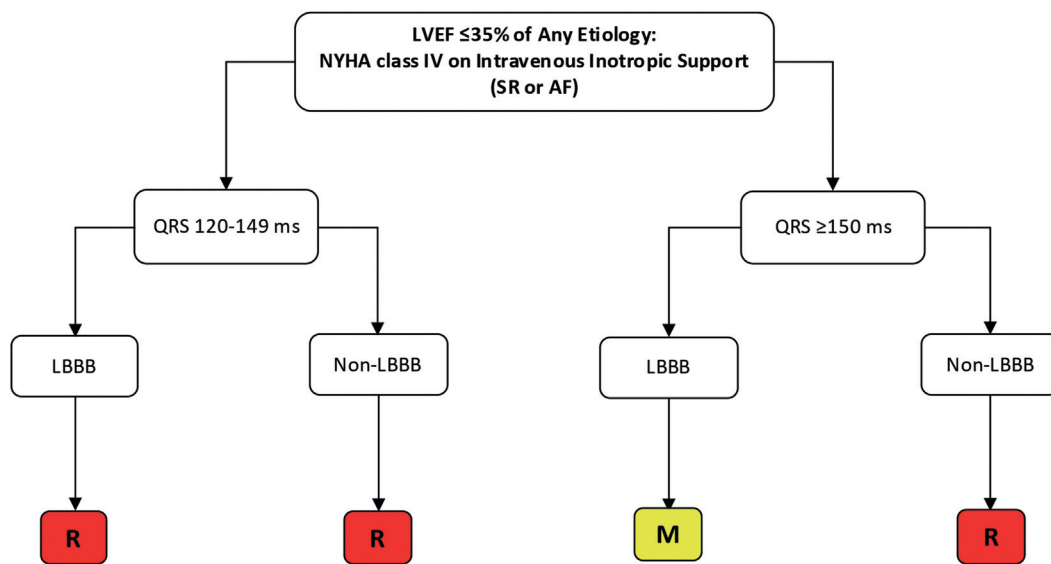 LVEF ≤35% of Any Etiology:
NYHA class IV on Intravenous Inotropic Support
(SR or AF)
QRS 120-149 ms
QRS ≥150 ms
LBBB
Non-LBBB
LBBB
Non-LBBB
R
R
M
R